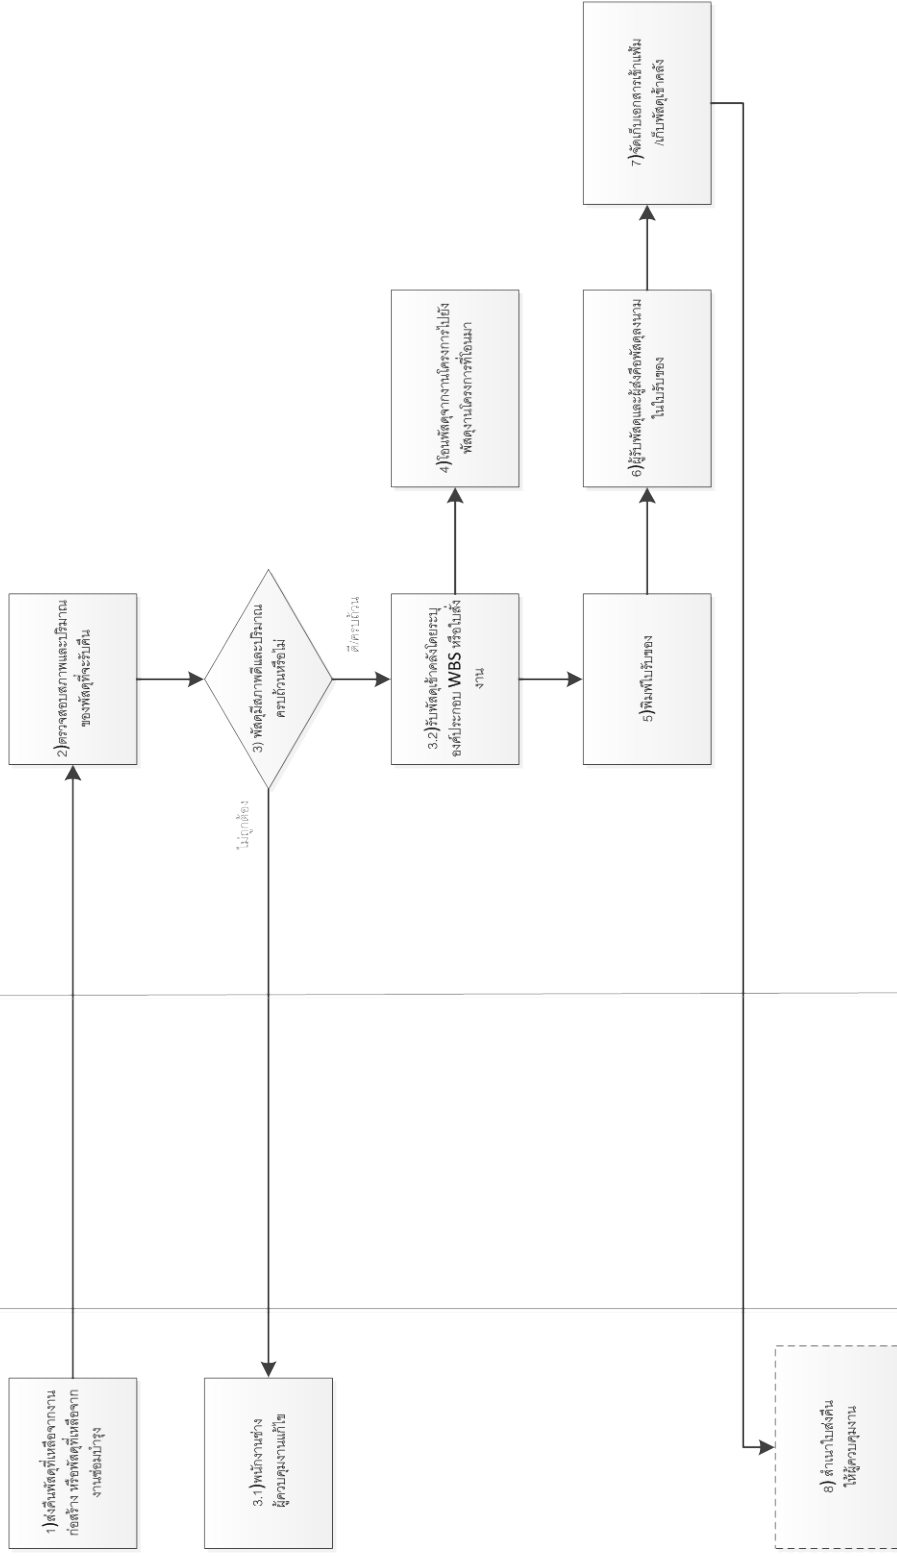 1)ส่งคืนพัสดุที่เหลือจากงาน
ก่อสร้าง หรือพัสดุที่เหลือจาก
งานซ่อมบำรุง
2)ตรวจสอบสภาพและปริมาณ
ของพัสดุที่จะรับคืน
3) พัสดุมีสภาพดีและปริมาณ
ครบถ้วนหรือไม่
ไม่ถูกต้อง
3.1)พนักงานช่าง
ผู้ควบคุมงานแก้ไข
ดี/ครบถ้วน
3.2)รับพัสดุเข้าคลังโดยระบุ
องค์ประกอบ WBS หรือใบสั่ง
งาน
4)โอนพัสดุจากงานโครงการไปยัง
พัสดุงานโครงการที่โอนมา
5)พิมพ์ใบรับของ
6)ผู้รับพัสดุและผู้ส่งคือพัสดุลงนาม
ในใบรับของ
7)จัดเก็บเอกสารเข้าแฟ้ม
/เก็บพัสดุเข้าคลัง
8) สำเนาใบส่งคืน
ให้ผู้ควบคุมงาน